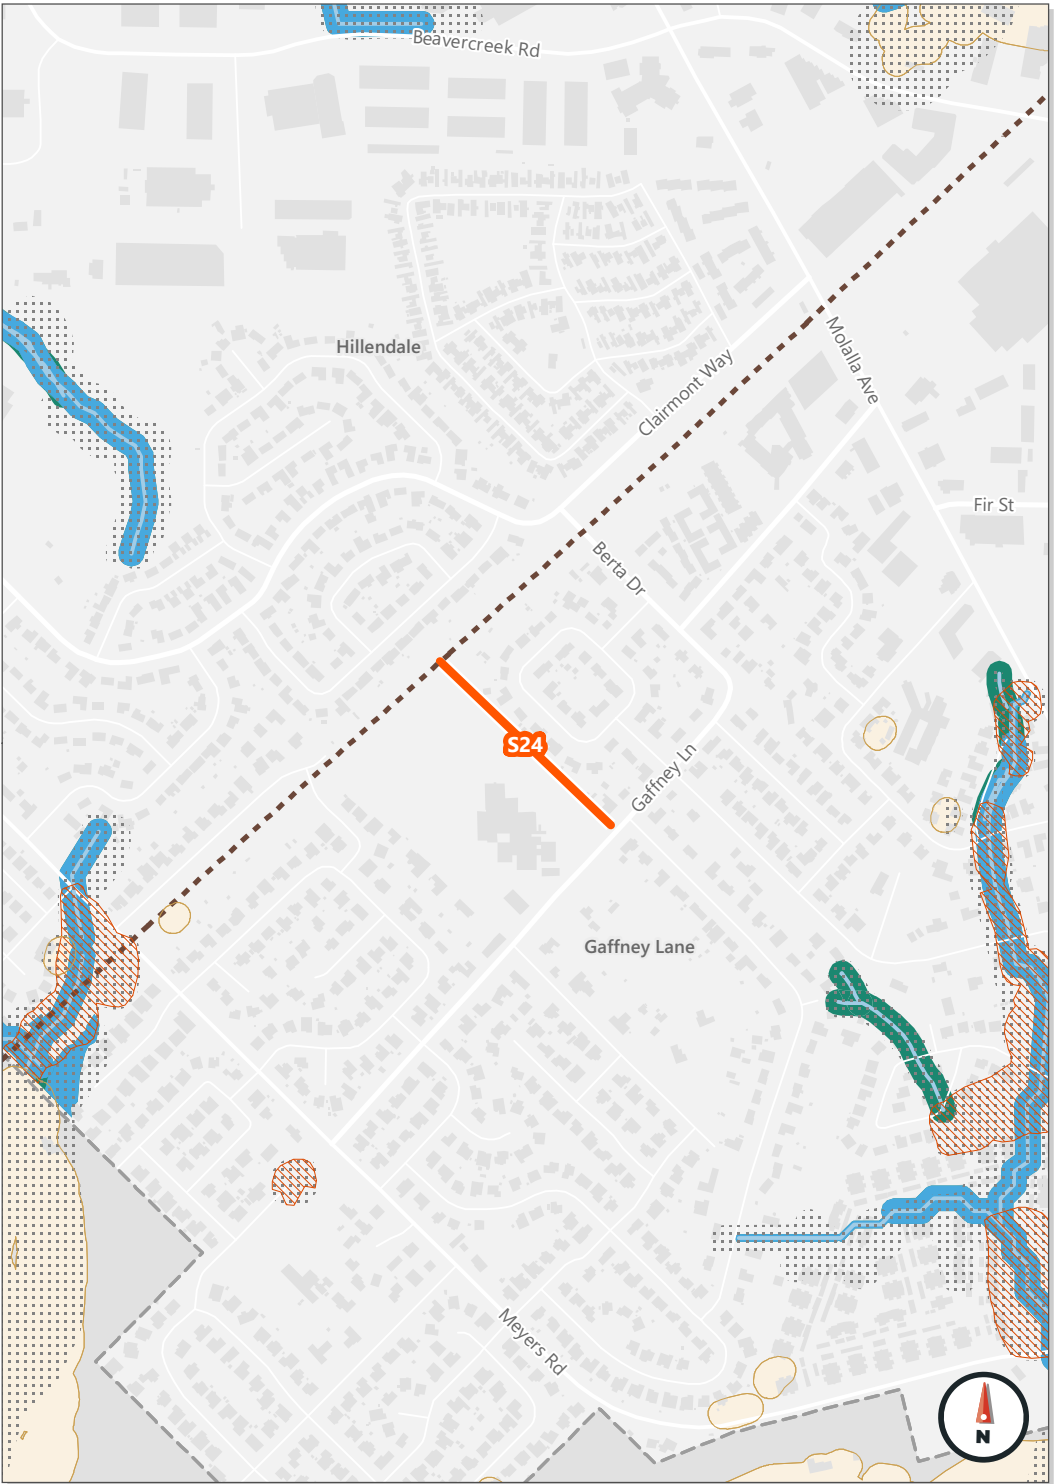 Beavercreek Rd
Hillendale
Clairmont Way
Molalla Ave
Fir St
Berta Dr
S24
Gaffney Ln
Gaffney Lane
Meyers Rd
N